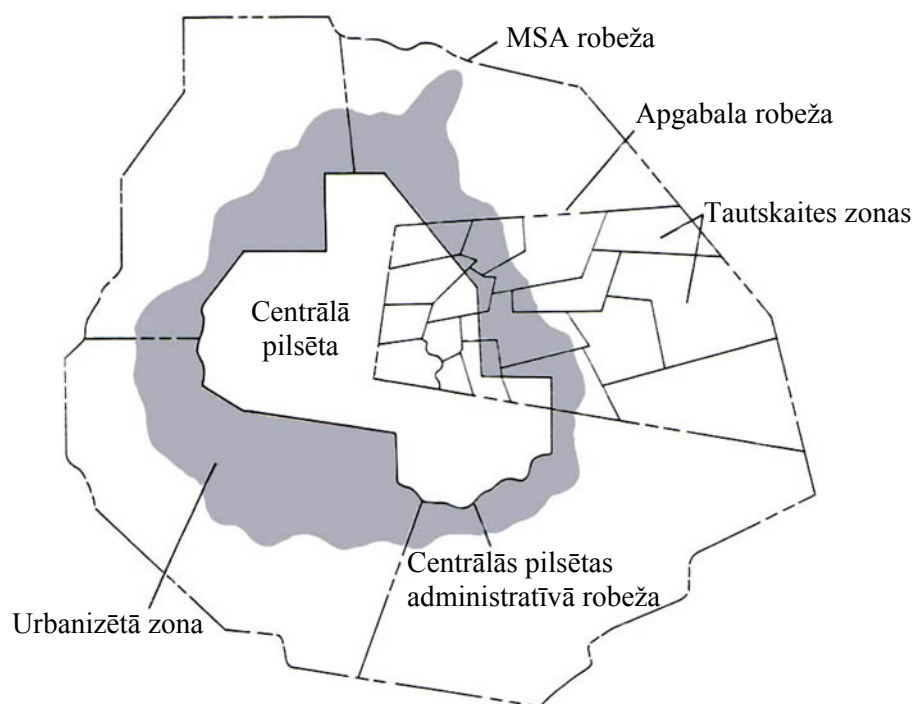 MSA robeža
Apgabala robeža
Tautskaites zonas
Centrālā
pilsēta
Centrālās pilsētas
administratīvā robeža
Urbanizētā zona